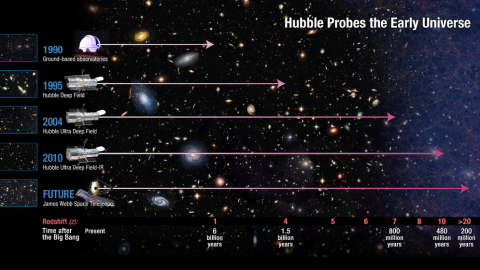 Hubble Probes the Early Universe
1990
Ground-based observatories
1995
Hubble Deep Field
2004
Hubble Ultra Deep Field
2010
Hubble Ultra Deep Field-IR
FUTURE
James Webb Space Telescope
Redshift (z): 1 4 5 6 7 8 10 >20
Time after the Big Bang
Present
6 billion years
1.5 billion years
800 million years
480 million years
200 million years